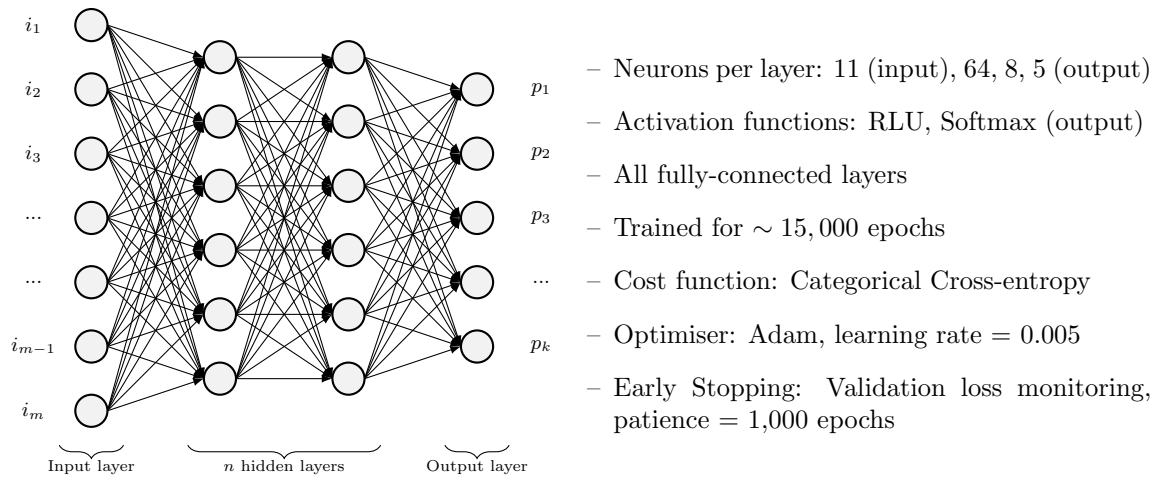 i₁
i₂
i₃
...
...
iₘ₋₁
iₘ
Input layer
n hidden layers
Output layer
p₁
p₂
p₃
...
pₖ
– Neurons per layer: 11 (input), 64, 8, 5 (output)
– Activation functions: RLU, Softmax (output)
– All fully-connected layers
– Trained for ∼ 15,000 epochs
– Cost function: Categorical Cross-entropy
– Optimiser: Adam, learning rate = 0.005
– Early Stopping: Validation loss monitoring,
patience = 1,000 epochs